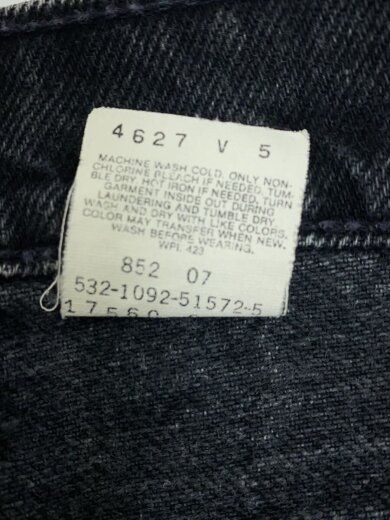 4627 V 5
MACHINE WASH COLD. ONLY NON-
CHLORINE BLEACH IF NEEDED. TUM-
BLE DRY. HOT IRON IF NEEDED. TURN
GARMENT INSIDE OUT DURING
LAUNDERING AND TUMBLE DRY.
WASH AND DRY WITH LIKE COLORS.
COLOR MAY TRANSFER WHEN NEW.
WASH BEFORE WEARING.
WPL 423
852 07
532-1092-51572-5
17560